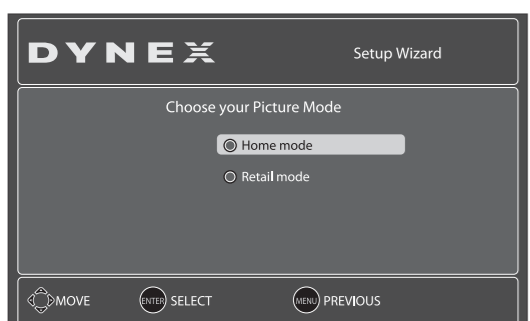 DYNEX
Setup Wizard
Choose your Picture Mode
Home mode
Retail mode
MOVE ENTER SELECT MENU PREVIOUS